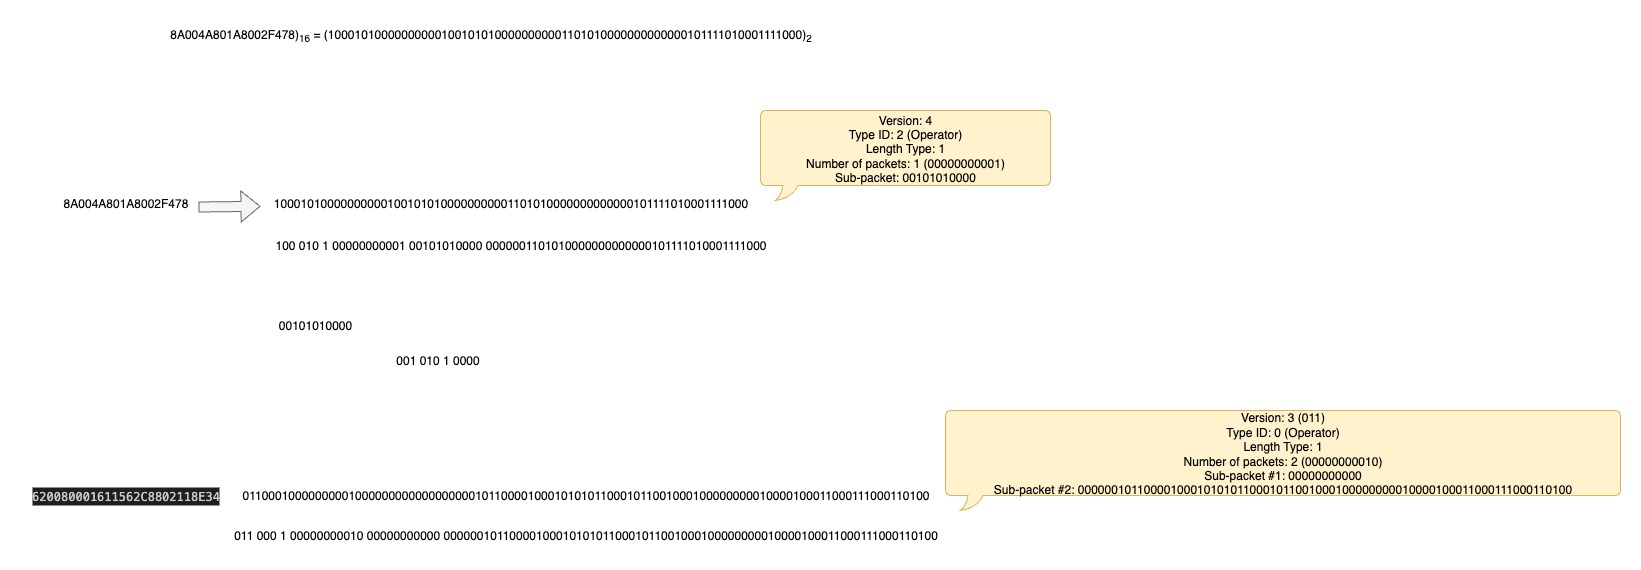 8A004A801A8002F478)16 = (100010100000000001001010100000000001101010000000000000101111010001111000)2
Version: 4
Type ID: 2 (Operator)
Length Type: 1
Number of packets: 1 (00000000001)
Sub-packet: 00101010000
8A004A801A8002F478
100010100000000001001010100000000001101010000000000000101111010001111000
100 010 1 00000000001 00101010000 0000001101010000000000000101111010001111000
00101010000
001 010 1 0000
Version: 3 (011)
Type ID: 0 (Operator)
Length Type: 1
Number of packets: 2 (00000000010)
Sub-packet #1: 00000000000
Sub-packet #2: 000000101100001000101010110001011001000100000000010000100011000111000110100
620080001611562C8802118E34
01100010000000001000000000000000000101100001000101010110001011001000100000000010000100011000111000110100
011 000 1 00000000010 00000000000 000000101100001000101010110001011001000100000000010000100011000111000110100